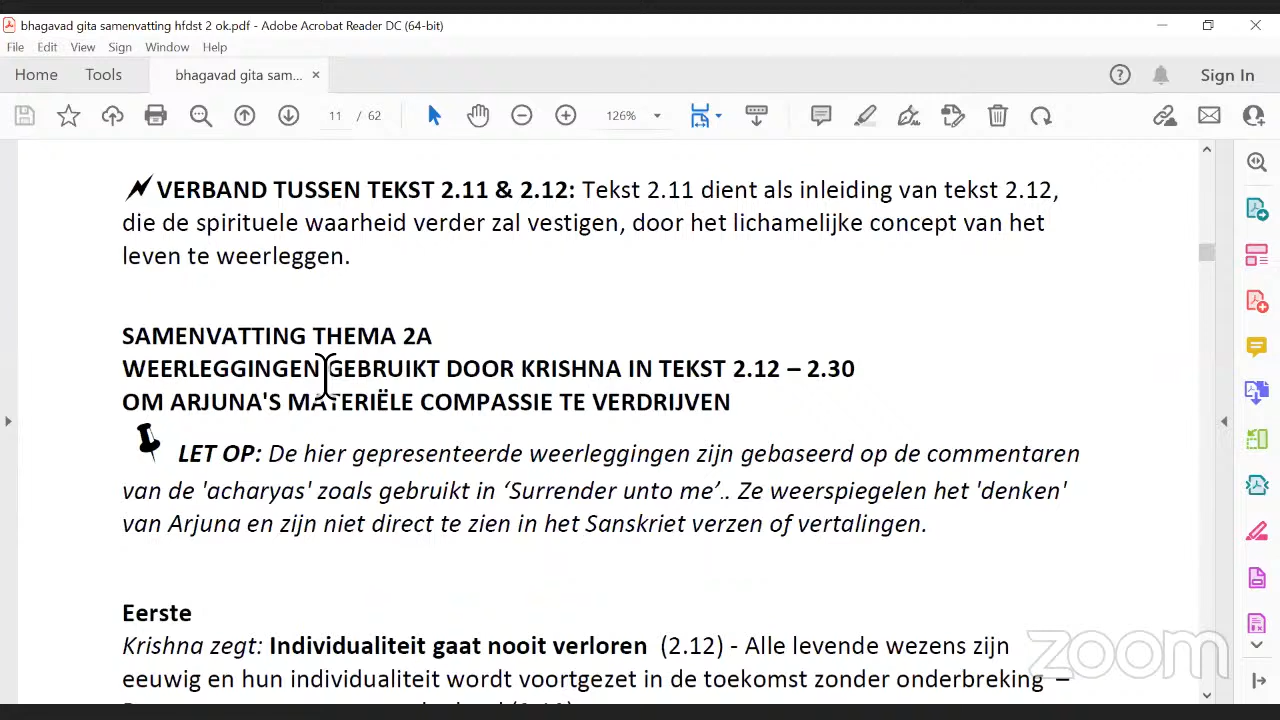 bhagavad gita samenvatting hfdst 2 ok.pdf - Adobe Acrobat Reader DC (64-bit)
File Edit View Sign Window Help
Home Tools bhagavad gita sam... × Sign In
11 / 62 126%
VERBAND TUSSEN TEKST 2.11 & 2.12: Tekst 2.11 dient als inleiding van tekst 2.12,
die de spirituele waarheid verder zal vestigen, door het lichamelijke concept van het
leven te weerleggen.
SAMENVATTING THEMA 2A
WEERLEGGINGEN GEBRUIKT DOOR KRISHNA IN TEKST 2.12 – 2.30
OM ARJUNA'S MATERIËLE COMPASSIE TE VERDRIJVEN
LET OP: De hier gepresenteerde weerleggingen zijn gebaseerd op de commentaren
van de 'acharyas' zoals gebruikt in ‘Surrender unto me’.. Ze weerspiegelen het 'denken'
van Arjuna en zijn niet direct te zien in het Sanskriet verzen of vertalingen.
Eerste
Krishna zegt: Individualiteit gaat nooit verloren (2.12) - Alle levende wezens zijn
eeuwig en hun individualiteit wordt voortgezet in de toekomst zonder onderbreking –
zoom